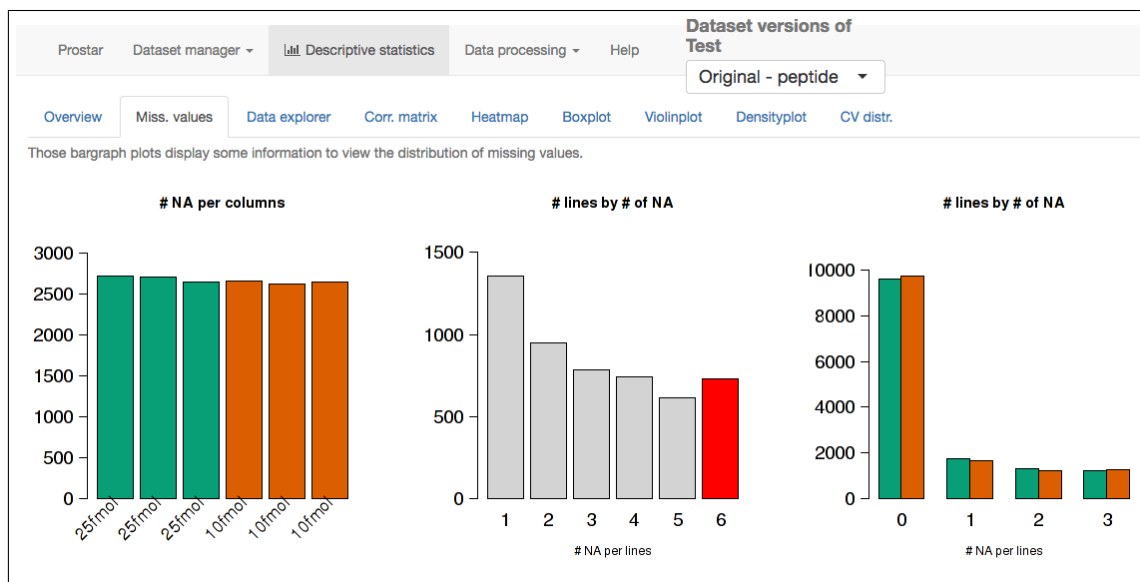 Prostar Dataset manager Descriptive statistics Data processing Help
Dataset versions of
Test
Original - peptide
Overview Miss. values Data explorer Corr. matrix Heatmap Boxplot Violinplot Densityplot CV distr.
Those bargraph plots display some information to view the distribution of missing values.
# NA per columns
3000
2500
2000
1500
1000
500
0
25fmol 25fmol 25fmol 10fmol 10fmol 10fmol
# lines by # of NA
1500
1000
500
0
1 2 3 4 5 6
# NA per lines
# lines by # of NA
10000
8000
6000
4000
2000
0
0 1 2 3
# NA per lines